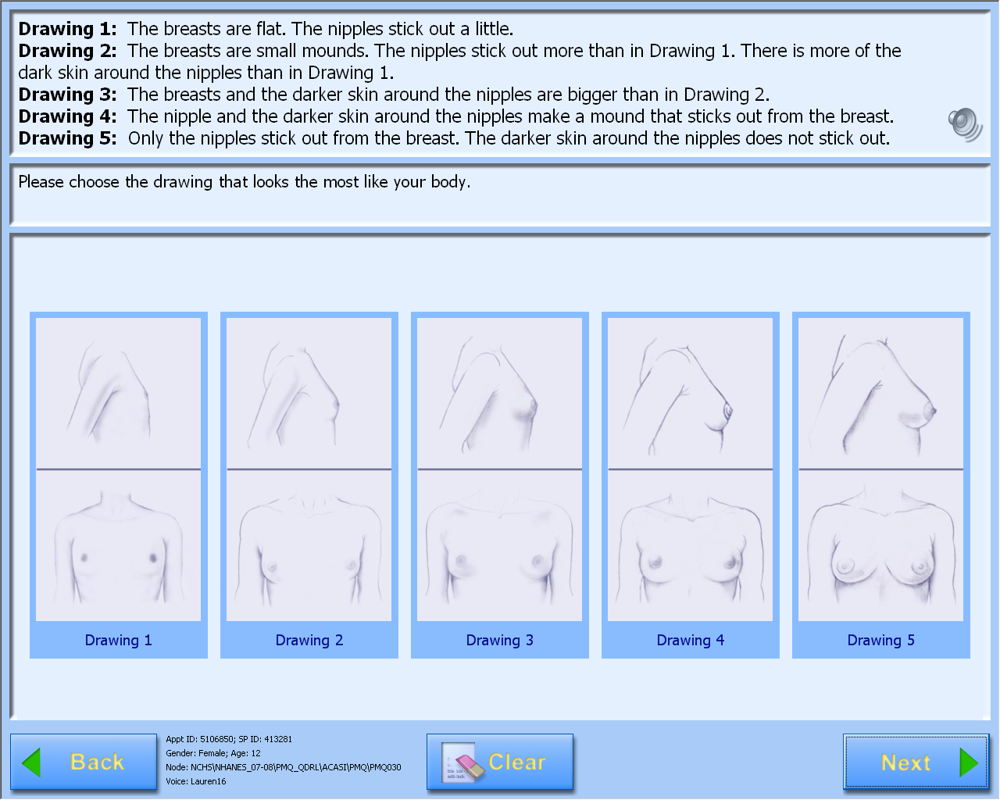 Drawing 1: The breasts are flat. The nipples stick out a little.
Drawing 2: The breasts are small mounds. The nipples stick out more than in Drawing 1. There is more of the
dark skin around the nipples than in Drawing 1.
Drawing 3: The breasts and the darker skin around the nipples are bigger than in Drawing 2.
Drawing 4: The nipple and the darker skin around the nipples make a mound that sticks out from the breast.
Drawing 5: Only the nipples stick out from the breast. The darker skin around the nipples does not stick out.
Please choose the drawing that looks the most like your body.
Drawing 1
Drawing 2
Drawing 3
Drawing 4
Drawing 5
Back
Appt ID: 5106850; SP ID: 413281
Gender: Female; Age: 12
Node: NCHS\NHANES_07-08\PMQ_QDRL\ACASI\PMQ\PMQ030
Voice: Lauren16
Clear
Next